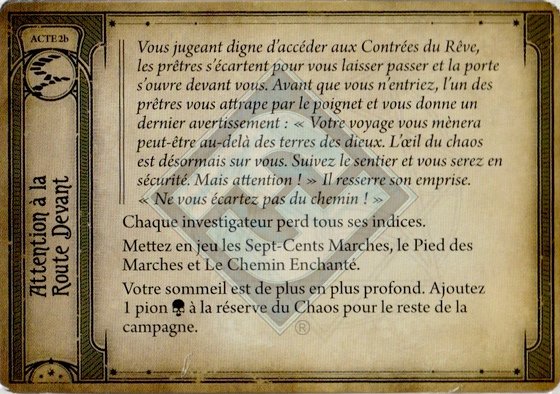 ACTE 2b
Attention à la
Route Devant
Vous jugeant digne d'accéder aux Contrées du Rêve,
les prêtres s'écartent pour vous laisser passer et la porte
s'ouvre devant vous. Avant que vous n'entriez, l'un des
prêtres vous attrape par le poignet et vous donne un
dernier avertissement : « Votre voyage vous mènera
peut-être au-delà des terres des dieux. L'œil du chaos
est désormais sur vous. Suivez le sentier et vous serez en
sécurité. Mais attention ! » Il resserre son emprise.
« Ne vous écartez pas du chemin ! »
Chaque investigateur perd tous ses indices.
Mettez en jeu les Sept-Cents Marches, le Pied des
Marches et Le Chemin Enchanté.
Votre sommeil est de plus en plus profond. Ajoutez
1 pion à la réserve du Chaos pour le reste de la
campagne.
®